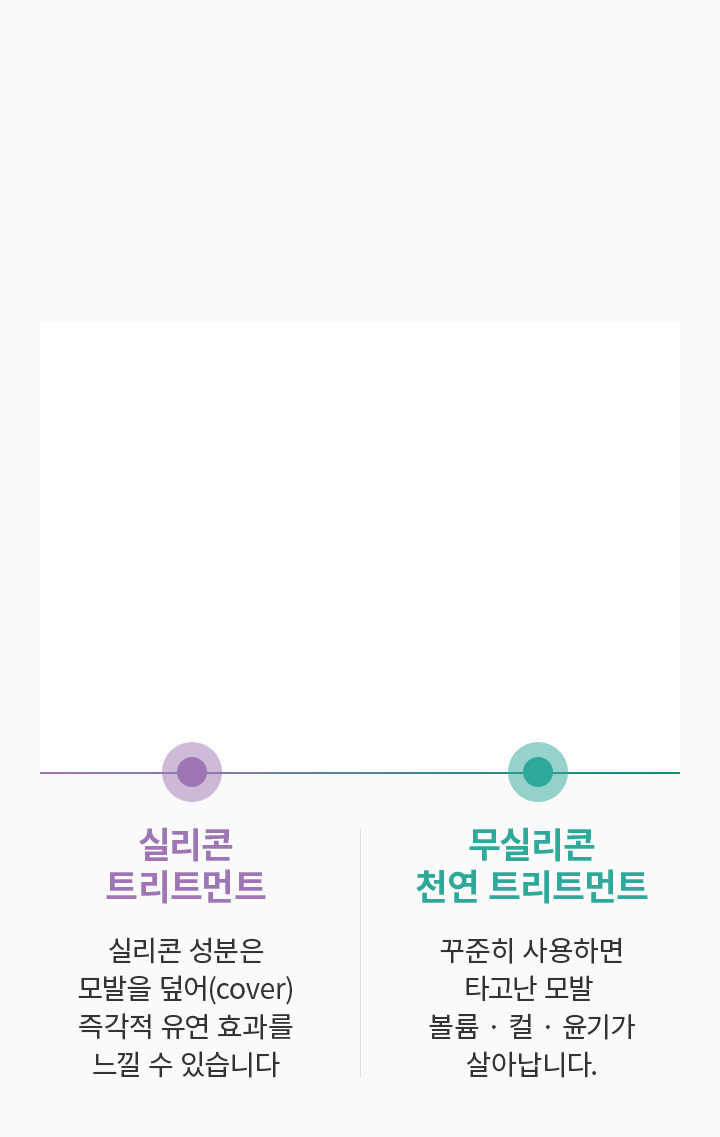 실리콘
트리트먼트
실리콘 성분은
모발을 덮어(cover)
즉각적 유연 효과를
느낄 수 있습니다
무실리콘
천연 트리트먼트
꾸준히 사용하면
타고난 모발
볼륨 · 컬 · 윤기가
살아납니다.